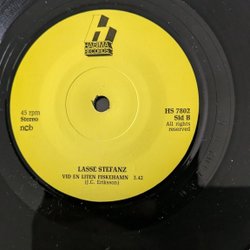 HARMAX
RECORDS
45 rpm
Stereo
ncb
HS 7802
Sid B
All rights
reserved
LASSE STEFANZ
VID EN LITEN FISKEHAMN 3.42
(J.C. Eriksson)